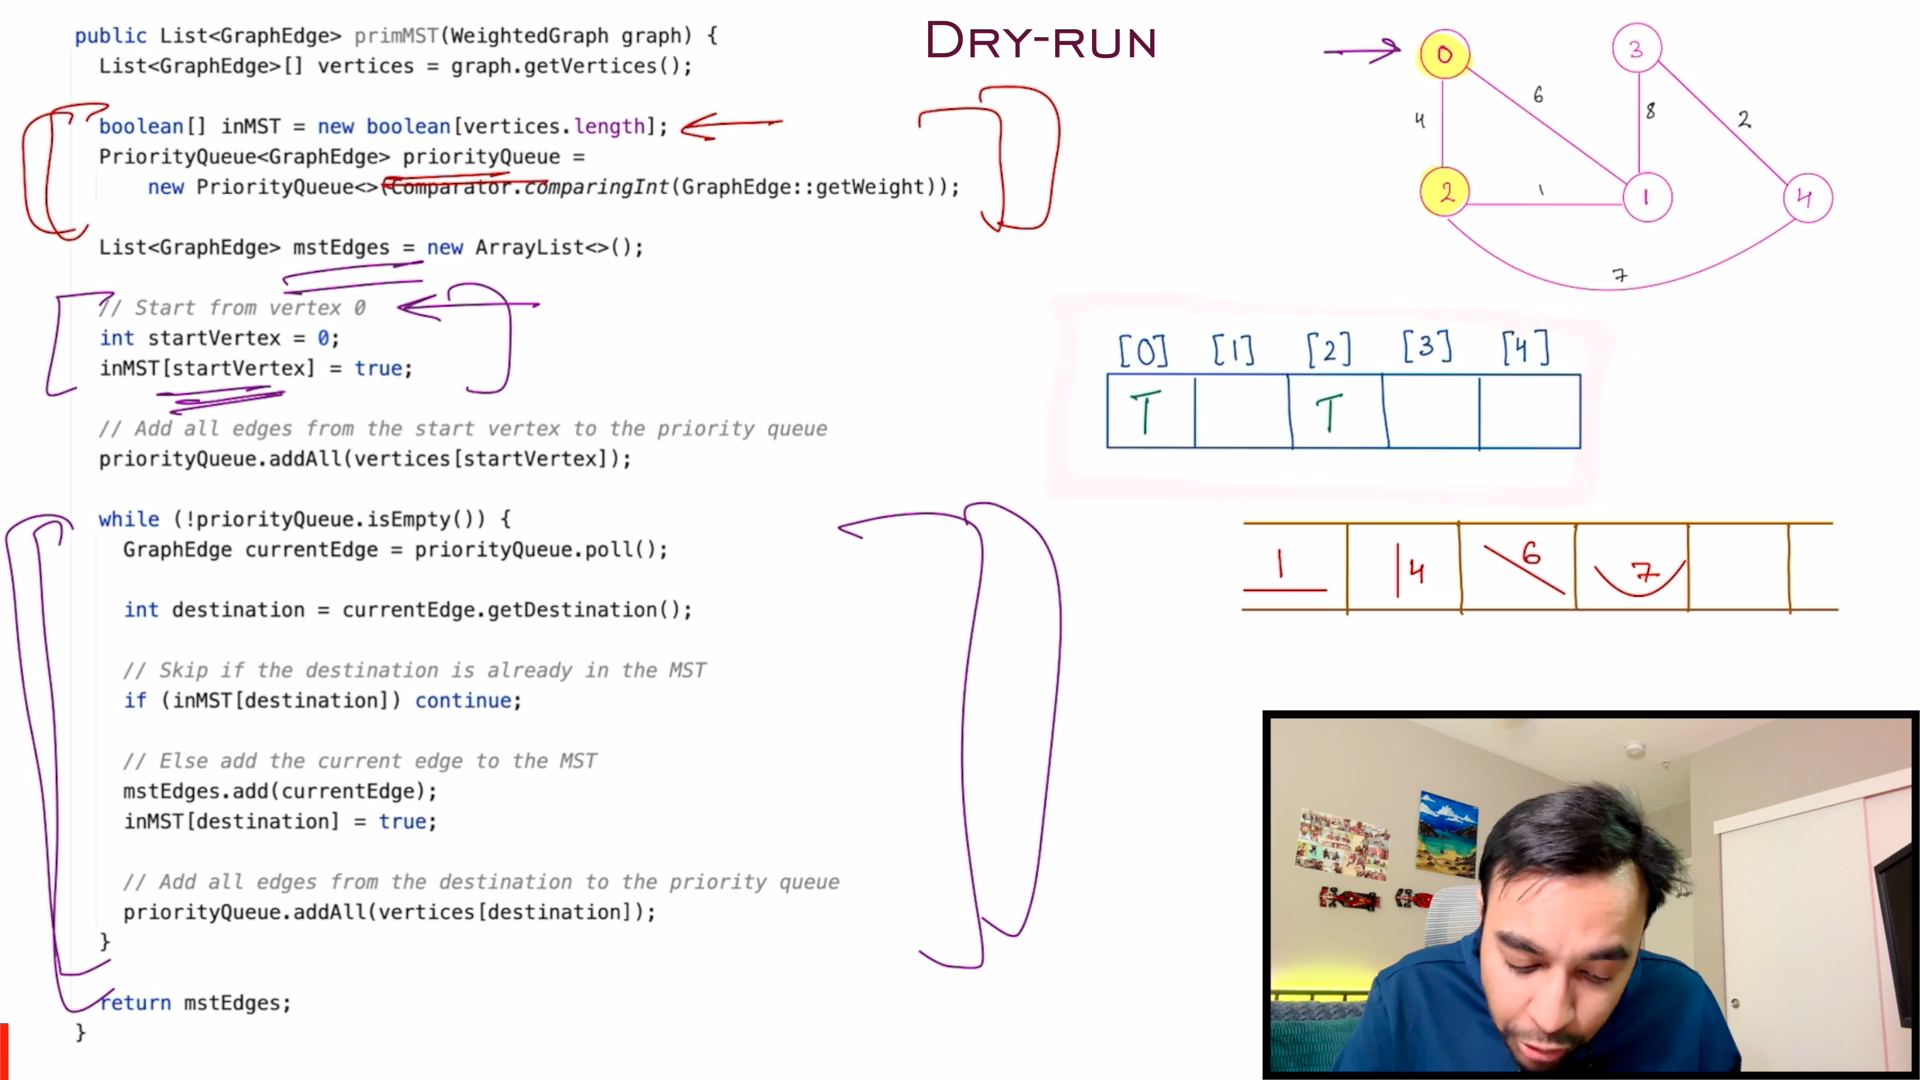 DRY-RUN
public List<GraphEdge> primMST(WeightedGraph graph) {
List<GraphEdge>[] vertices = graph.getVertices();
boolean[] inMST = new boolean[vertices.length];
PriorityQueue<GraphEdge> priorityQueue =
new PriorityQueue<>(Comparator.comparingInt(GraphEdge::getWeight));
List<GraphEdge> mstEdges = new ArrayList<>();
// Start from vertex 0
int startVertex = 0;
inMST[startVertex] = true;
// Add all edges from the start vertex to the priority queue
priorityQueue.addAll(vertices[startVertex]);
while (!priorityQueue.isEmpty()) {
GraphEdge currentEdge = priorityQueue.poll();
int destination = currentEdge.getDestination();
// Skip if the destination is already in the MST
if (inMST[destination]) continue;
// Else add the current edge to the MST
mstEdges.add(currentEdge);
inMST[destination] = true;
// Add all edges from the destination to the priority queue
priorityQueue.addAll(vertices[destination]);
}
return mstEdges;
}
0 3
6
4 8 2
2 1 1 4
7
[0] [1] [2] [3] [4]
T T
1 4 6 7